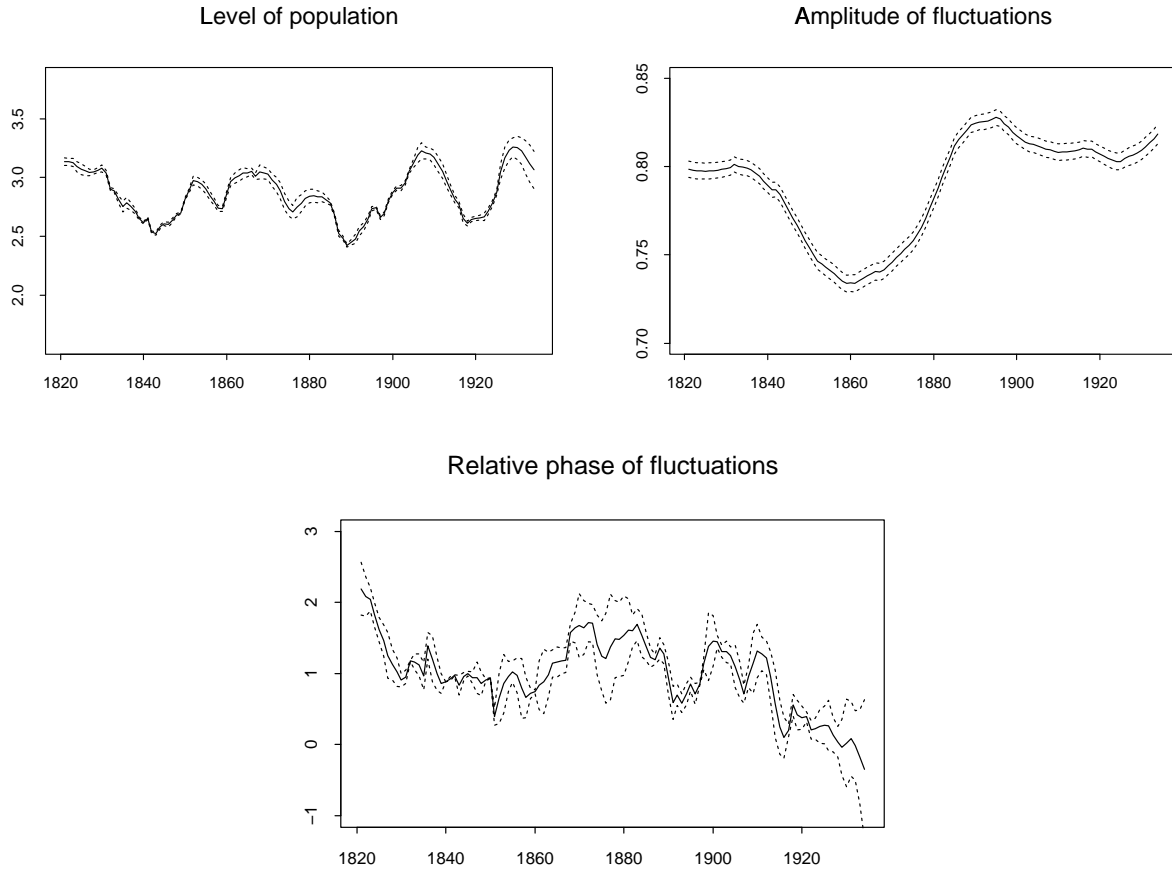 Level of population
3.5
3.0
2.5
2.0
1820 1840 1860 1880 1900 1920
Amplitude of fluctuations
0.85
0.80
0.75
0.70
1820 1840 1860 1880 1900 1920
Relative phase of fluctuations
3
2
1
0
−1
1820 1840 1860 1880 1900 1920